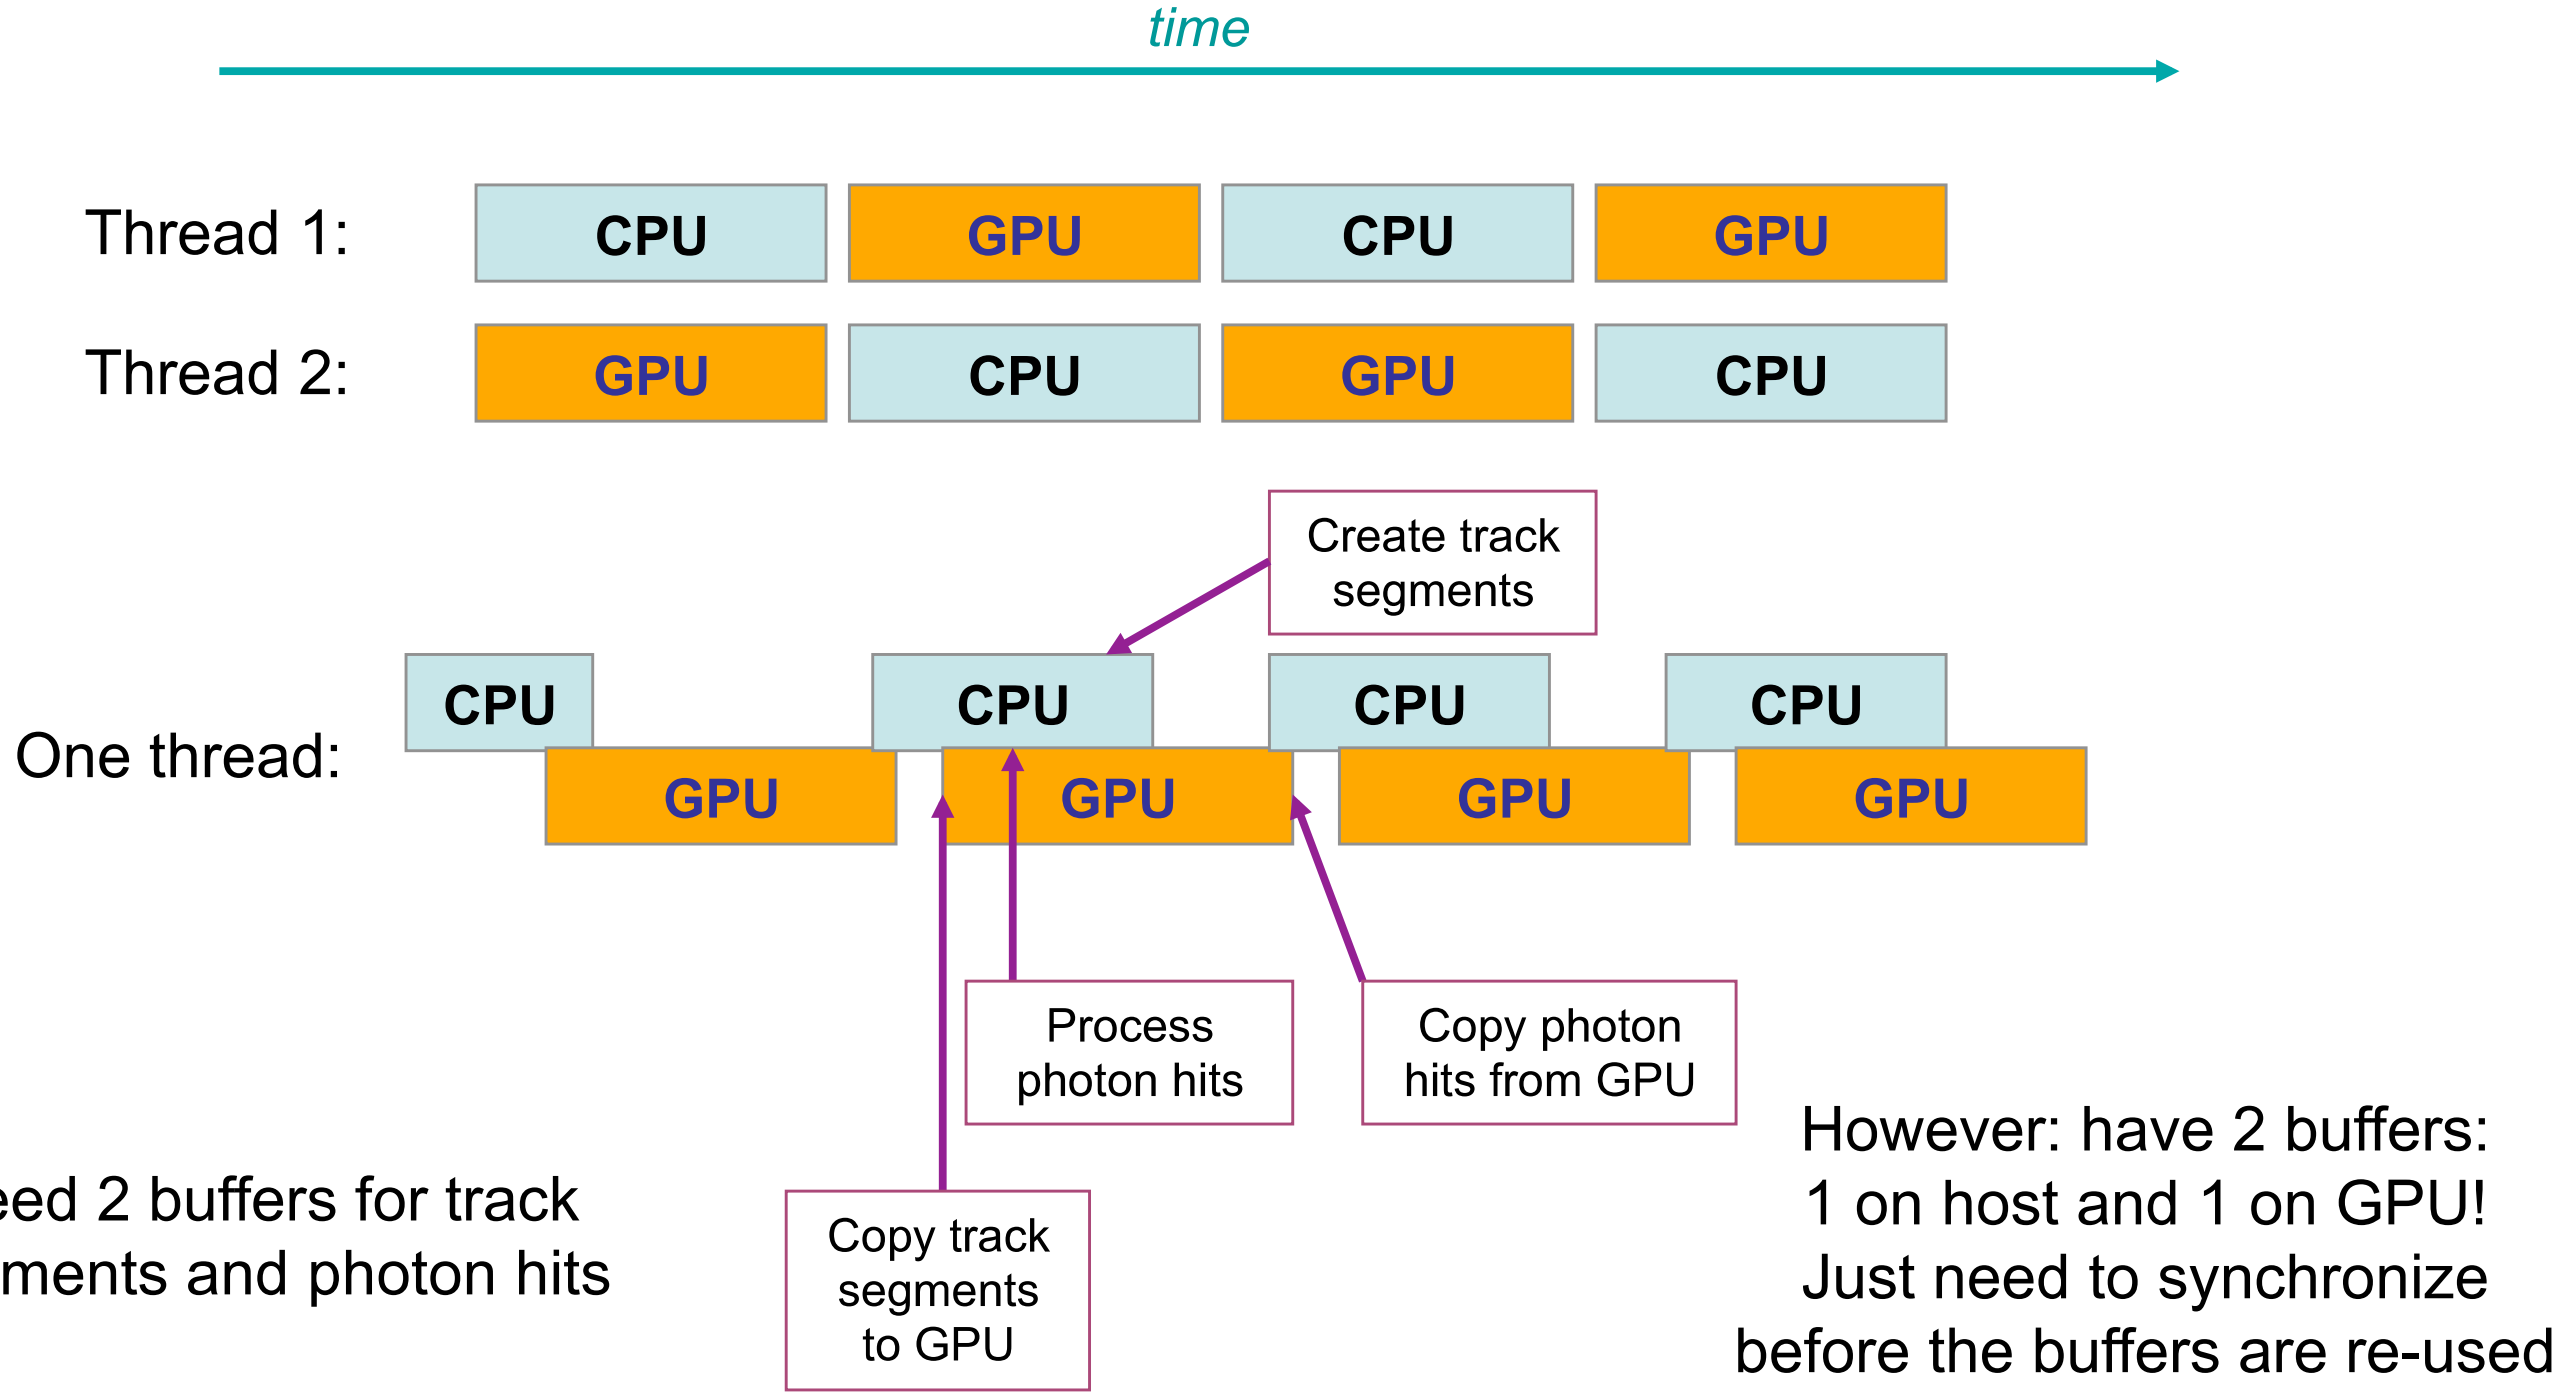 time
Thread 1:
CPU
GPU
CPU
GPU
Thread 2:
GPU
CPU
GPU
CPU
Create track
segments
One thread:
CPU
CPU
CPU
CPU
GPU
GPU
GPU
GPU
Process
photon hits
Copy photon
hits from GPU
eed 2 buffers for track
ments and photon hits
Copy track
segments
to GPU
However: have 2 buffers:
1 on host and 1 on GPU!
Just need to synchronize
before the buffers are re-used